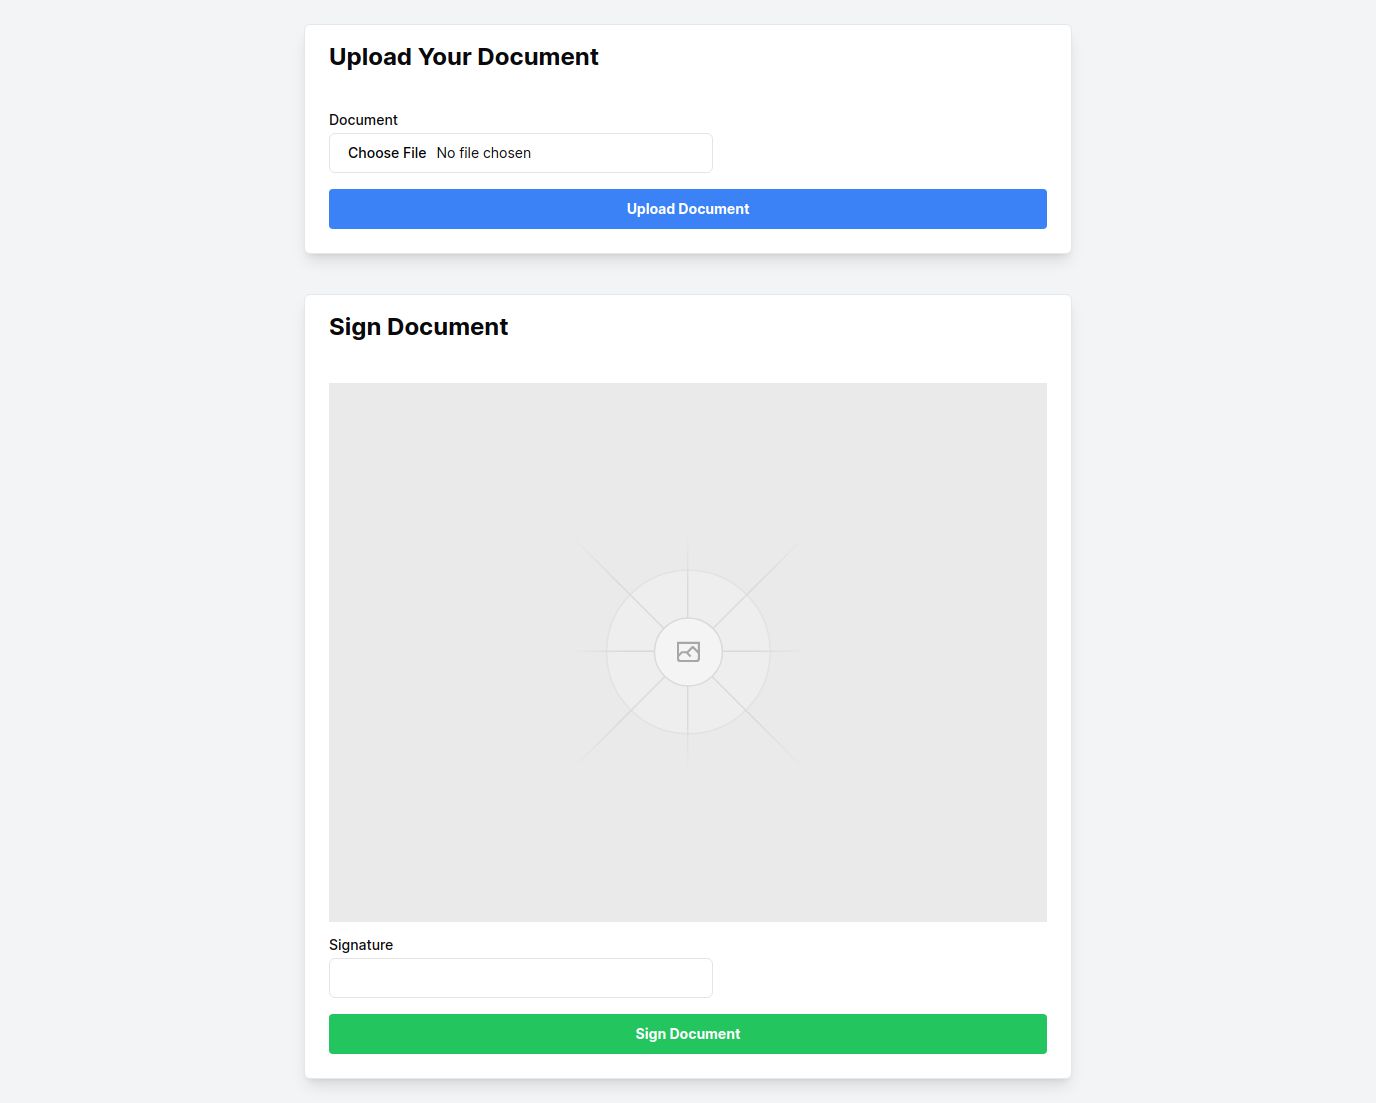 Upload Your Document
Document
Choose File No file chosen
Upload Document
Sign Document
Signature
Sign Document